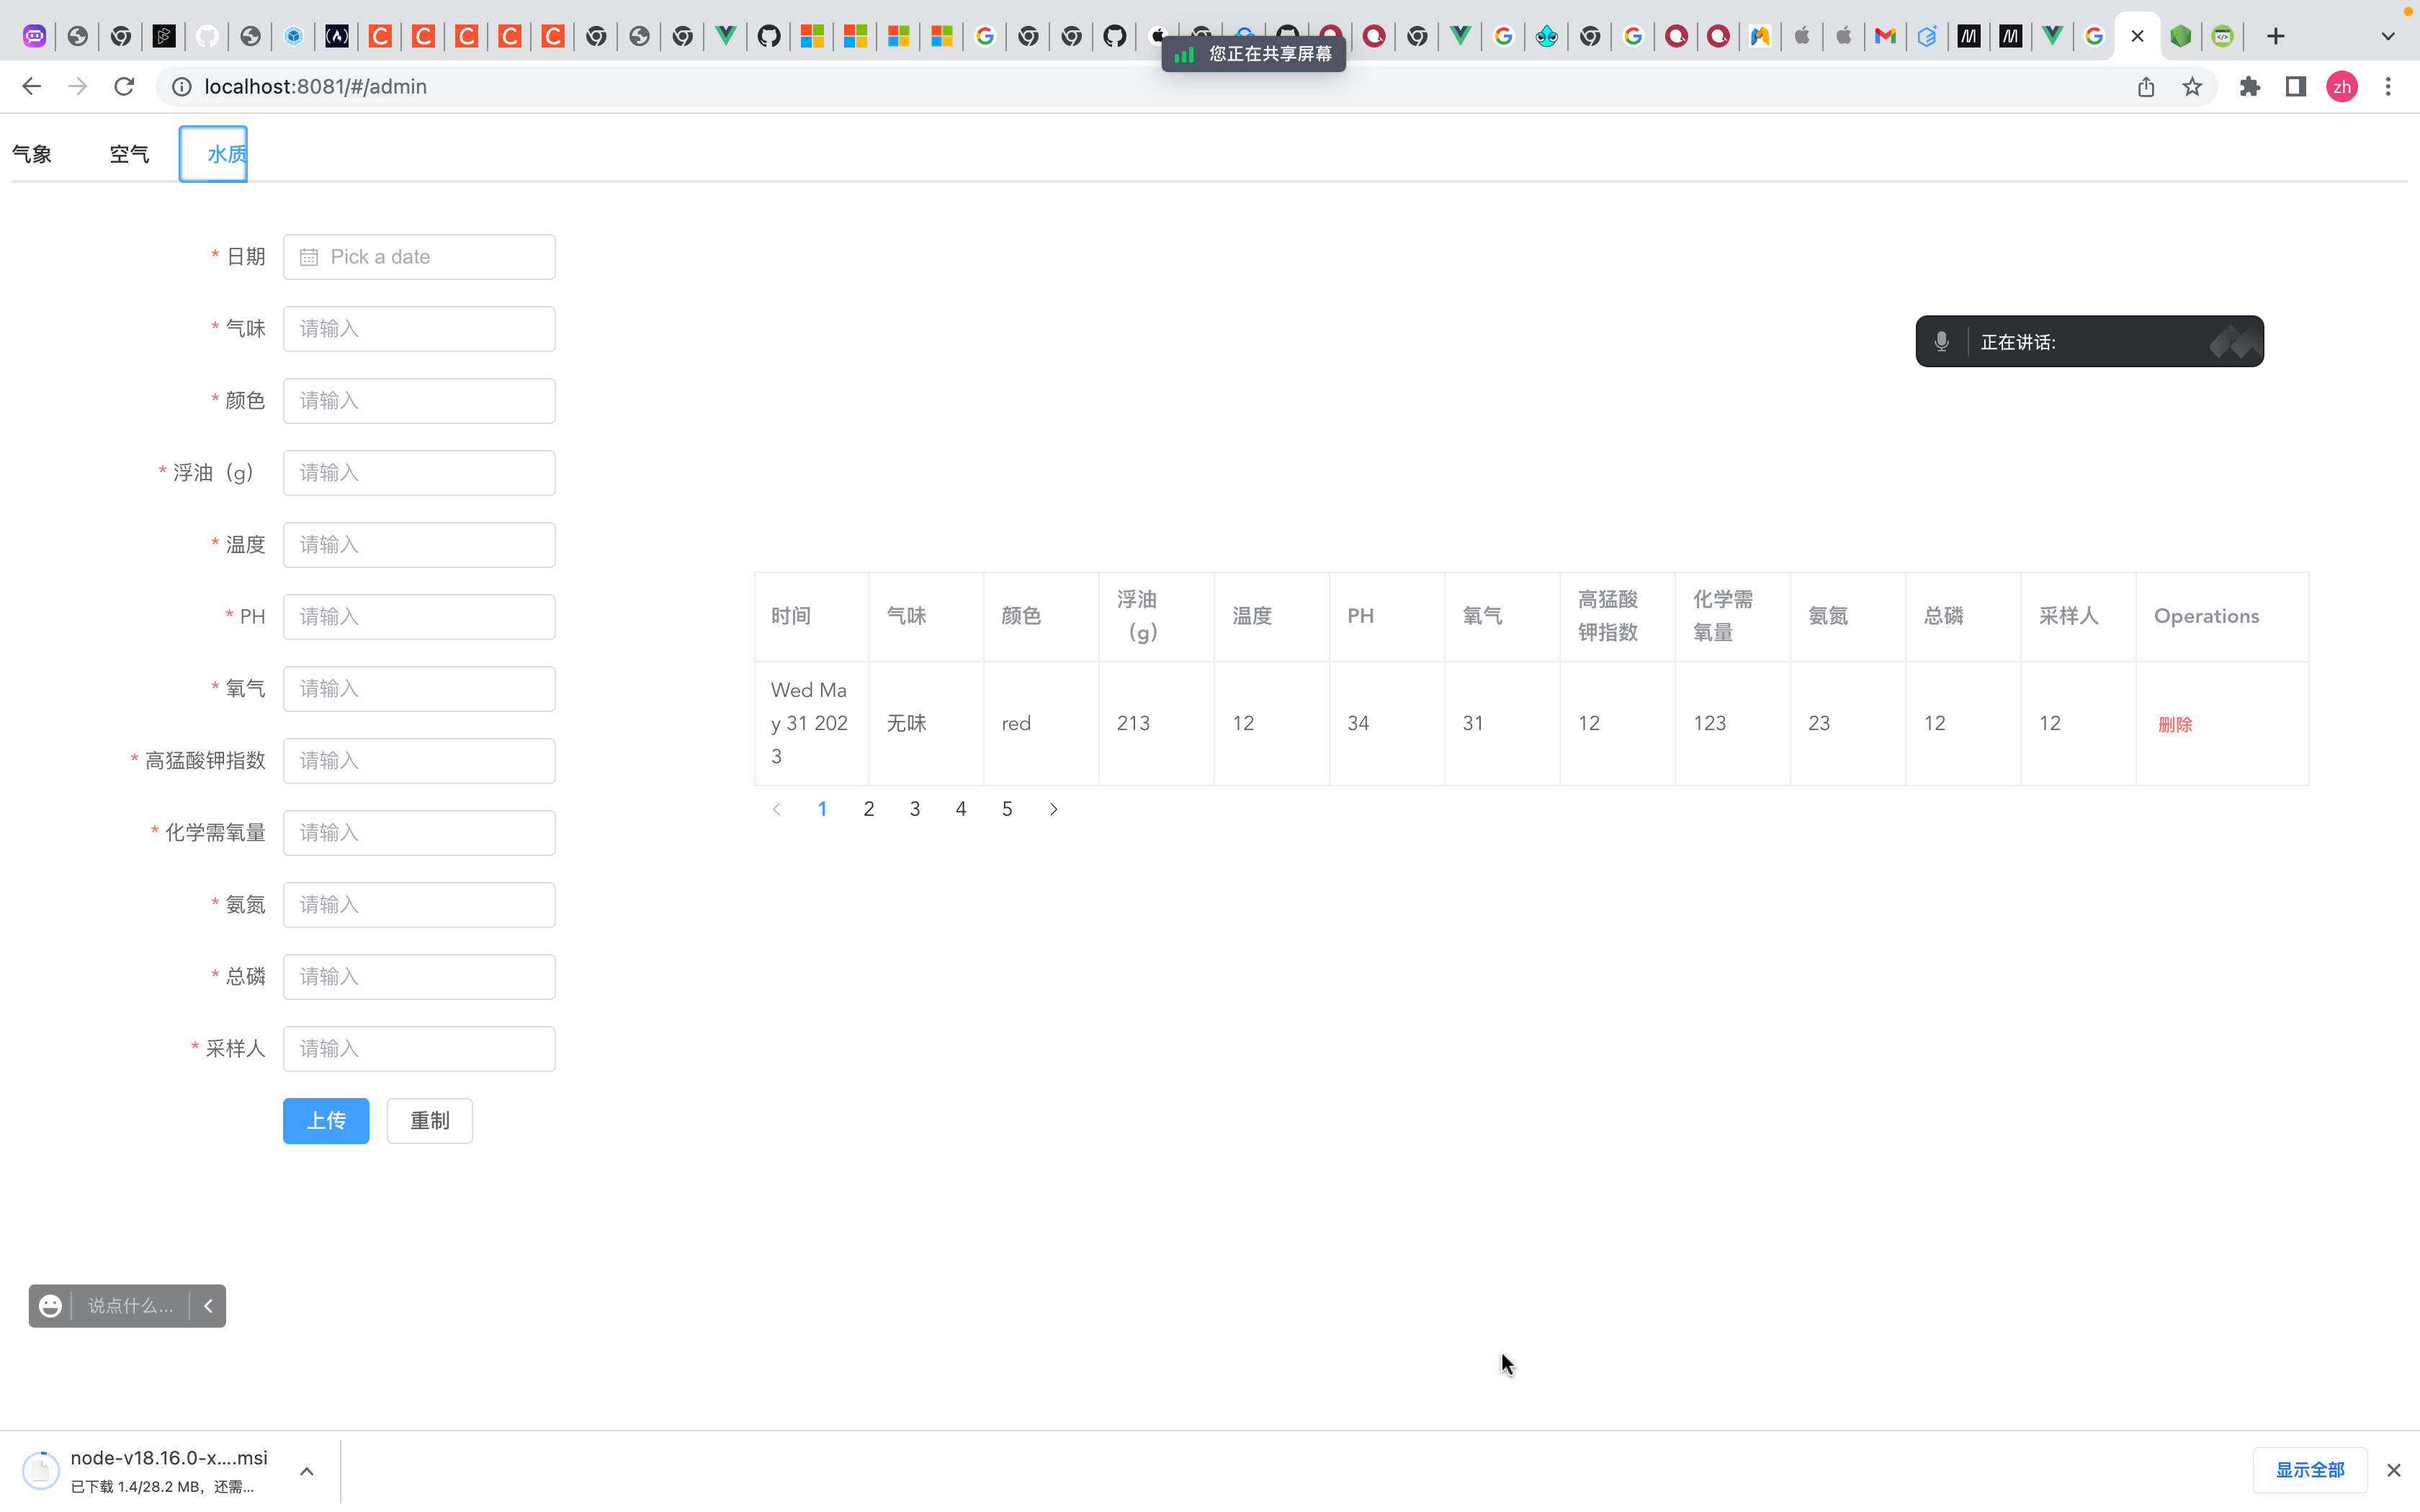 您正在共享屏幕
localhost:8081/#/admin
zh
气象
空气
水质
* 日期
Pick a date
* 气味
请输入
* 颜色
请输入
* 浮油（g）
请输入
* 温度
请输入
* PH
请输入
* 氧气
请输入
* 高猛酸钾指数
请输入
* 化学需氧量
请输入
* 氨氮
请输入
* 总磷
请输入
* 采样人
请输入
上传
重制
正在讲话:
时间 气味 颜色 浮油（g） 温度 PH 氧气 高猛酸钾指数 化学需氧量 氨氮 总磷 采样人 Operations
Wed May 31 2023 无味 red 213 12 34 31 12 123 23 12 12 删除
1 2 3 4 5
说点什么...
node-v18.16.0-x....msi
已下载 1.4/28.2 MB，还需...
显示全部